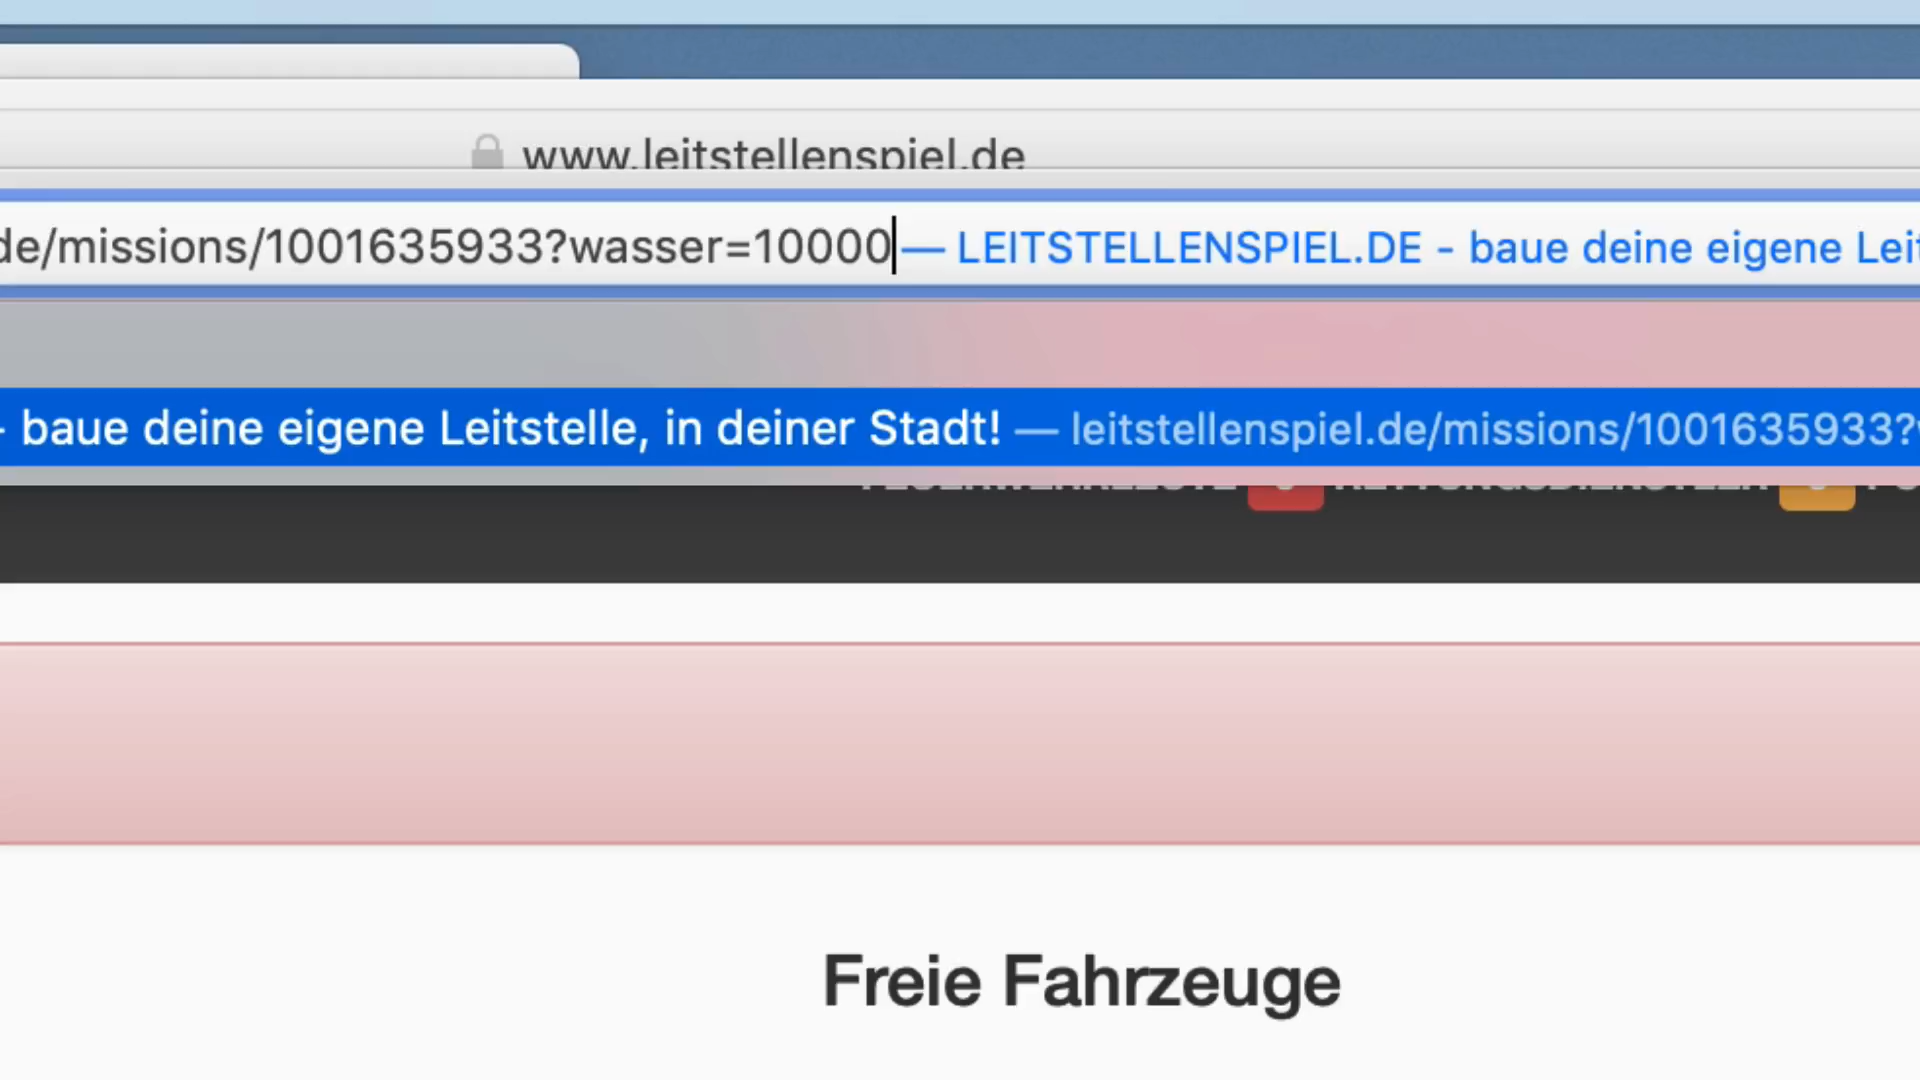 www.leitstellenspiel.de
de/missions/1001635933?wasser=10000 — LEITSTELLENSPIEL.DE - baue deine eigene Leit
- baue deine eigene Leitstelle, in deiner Stadt! — leitstellenspiel.de/missions/1001635933?
Freie Fahrzeuge